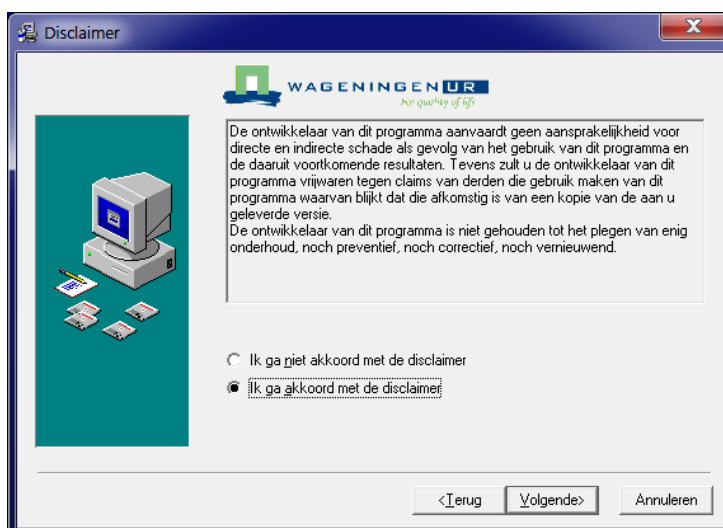 Disclaimer
WAGENINGEN UR
For quality of life
De ontwikkelaar van dit programma aanvaardt geen aansprakelijkheid voor
directe en indirecte schade als gevolg van het gebruik van dit programma en
de daaruit voortkomende resultaten. Tevens zult u de ontwikkelaar van dit
programma vrijwaren tegen claims van derden die gebruik maken van dit
programma waarvan blijkt dat die afkomstig is van een kopie van de aan u
geleverde versie.
De ontwikkelaar van dit programma is niet gehouden tot het plegen van enig
onderhoud, noch preventief, noch correctief, noch vernieuwend.
Ik ga niet akkoord met de disclaimer
Ik ga akkoord met de disclaimer
<Terug Volgende> Annuleren